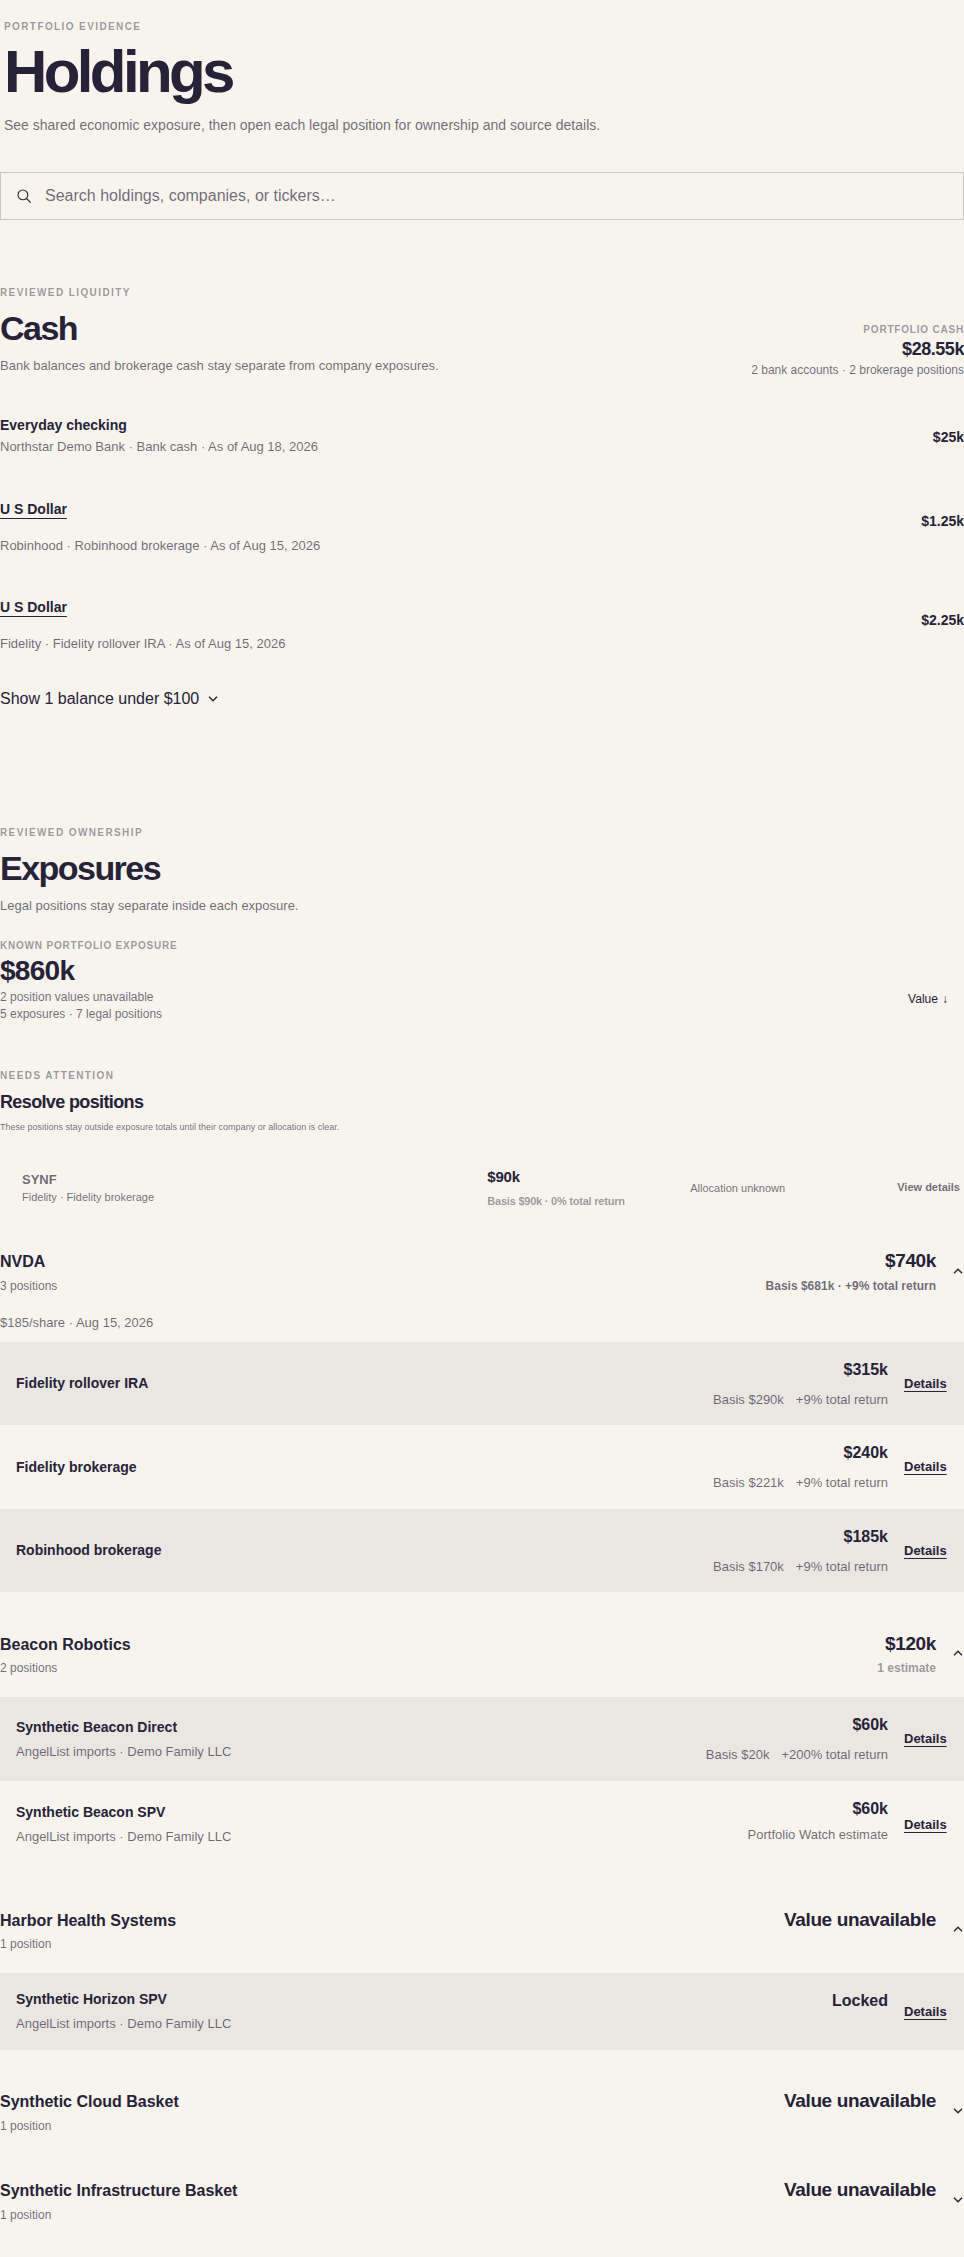 PORTFOLIO EVIDENCE
Holdings
See shared economic exposure, then open each legal position for ownership and source details.
Search holdings, companies, or tickers…
REVIEWED LIQUIDITY
Cash
Bank balances and brokerage cash stay separate from company exposures.
PORTFOLIO CASH
$28.55k
2 bank accounts · 2 brokerage positions
Everyday checking
Northstar Demo Bank · Bank cash · As of Aug 18, 2026
$25k
U S Dollar
Robinhood · Robinhood brokerage · As of Aug 15, 2026
$1.25k
U S Dollar
Fidelity · Fidelity rollover IRA · As of Aug 15, 2026
$2.25k
Show 1 balance under $100
REVIEWED OWNERSHIP
Exposures
Legal positions stay separate inside each exposure.
KNOWN PORTFOLIO EXPOSURE
$860k
2 position values unavailable
5 exposures · 7 legal positions
Value ↓
NEEDS ATTENTION
Resolve positions
These positions stay outside exposure totals until their company or allocation is clear.
SYNF
Fidelity · Fidelity brokerage
$90k
Basis $90k · 0% total return
Allocation unknown
View details
NVDA
3 positions
$740k
Basis $681k · +9% total return
$185/share · Aug 15, 2026
Fidelity rollover IRA
$315k
Basis $290k +9% total return
Details
Fidelity brokerage
$240k
Basis $221k +9% total return
Details
Robinhood brokerage
$185k
Basis $170k +9% total return
Details
Beacon Robotics
2 positions
$120k
1 estimate
Synthetic Beacon Direct
AngelList imports · Demo Family LLC
$60k
Basis $20k +200% total return
Details
Synthetic Beacon SPV
AngelList imports · Demo Family LLC
$60k
Portfolio Watch estimate
Details
Harbor Health Systems
1 position
Value unavailable
Synthetic Horizon SPV
AngelList imports · Demo Family LLC
Locked
Details
Synthetic Cloud Basket
1 position
Value unavailable
Synthetic Infrastructure Basket
1 position
Value unavailable